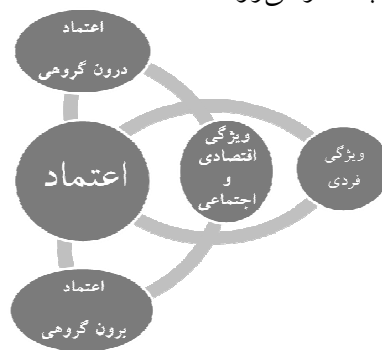 اعتماد
درون گروهی
ویژگی
اقتصادی
و
اجتماعی
ویژگی
فردی
اعتماد
اعتماد
برون گروهی